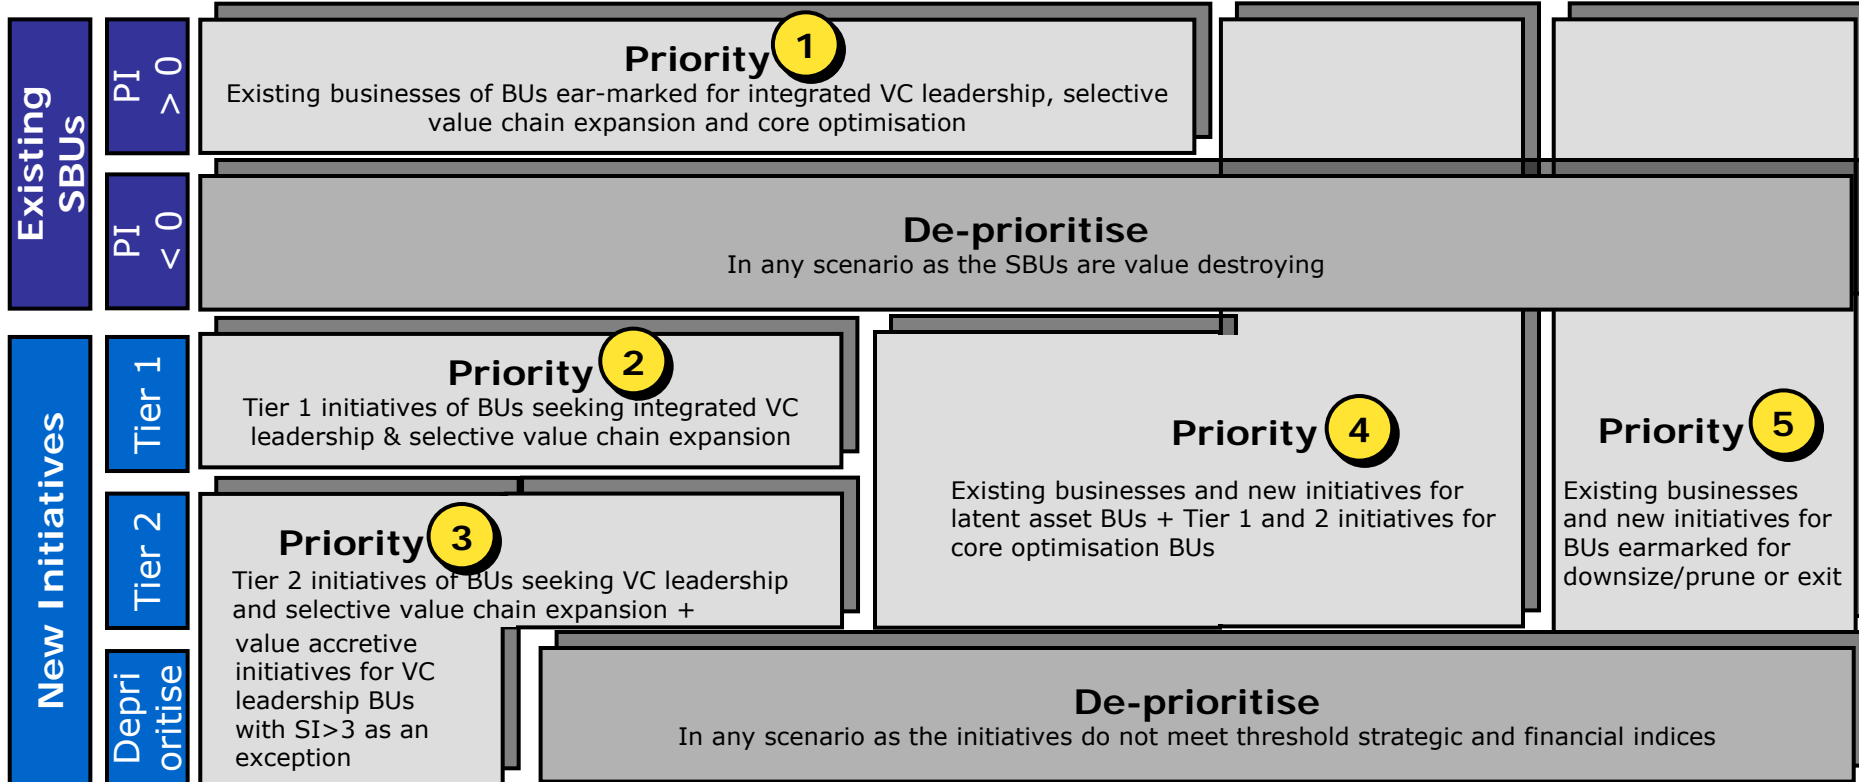 Existing
SBUs
PI
> 0
Priority 1
Existing businesses of BUs ear-marked for integrated VC leadership, selective
value chain expansion and core optimisation
PI
< 0
De-prioritise
In any scenario as the SBUs are value destroying
New Initiatives
Tier 1
Priority 2
Tier 1 initiatives of BUs seeking integrated VC
leadership & selective value chain expansion
Tier 2
Priority 3
Tier 2 initiatives of BUs seeking VC leadership
and selective value chain expansion +
value accretive
initiatives for VC
leadership BUs
with SI>3 as an
exception
Priority 4
Existing businesses and new initiatives for
latent asset BUs + Tier 1 and 2 initiatives for
core optimisation BUs
Priority 5
Existing businesses
and new initiatives for
BUs earmarked for
downsize/prune or exit
Depri
oritise
De-prioritise
In any scenario as the initiatives do not meet threshold strategic and financial indices